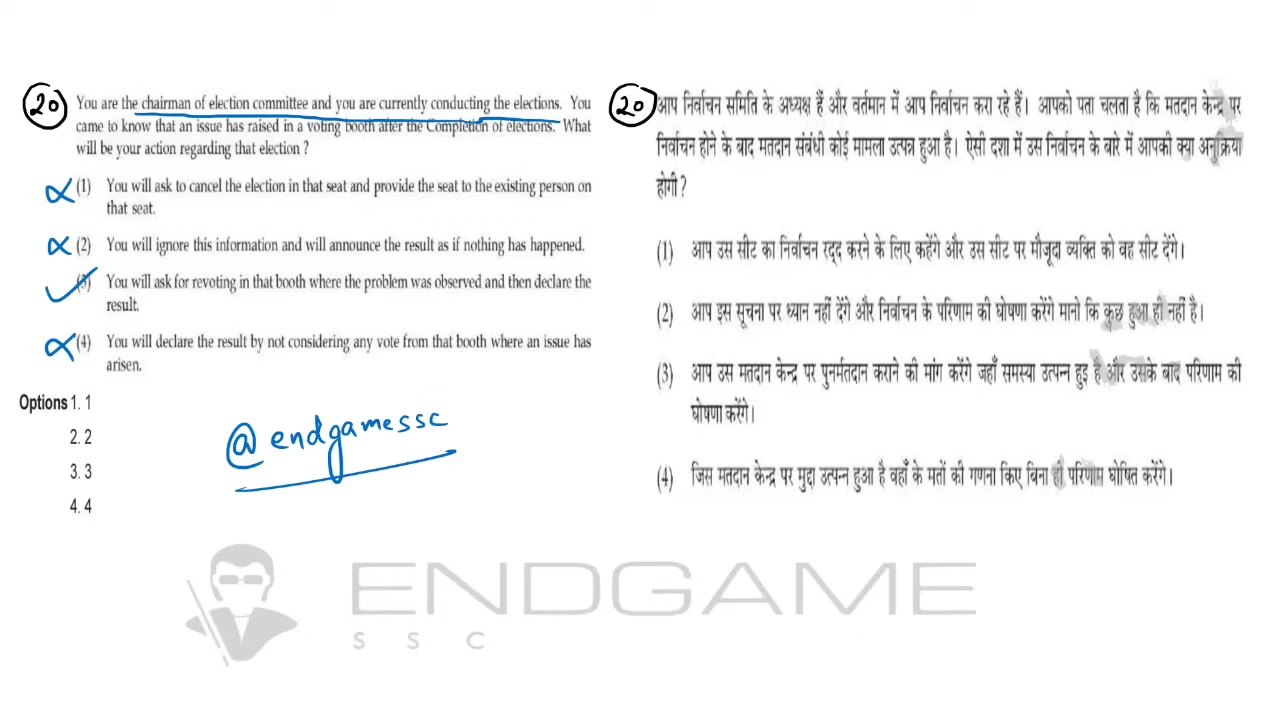 20
You are the chairman of election committee and you are currently conducting the elections. You
came to know that an issue has raised in a voting booth after the Completion of elections. What
will be your action regarding that election ?
(1) You will ask to cancel the election in that seat and provide the seat to the existing person on
that seat.
(2) You will ignore this information and will announce the result as if nothing has happened.
(3) You will ask for revoting in that booth where the problem was observed and then declare the
result.
(4) You will declare the result by not considering any vote from that booth where an issue has
arisen.
Options 1. 1
2. 2
3. 3
4. 4
@endgamessc
20
आप निर्वाचन समिति के अध्यक्ष हैं और वर्तमान में आप निर्वाचन करा रहे हैं। आपको पता चलता है कि मतदान केन्द्र पर
निर्वाचन होने के बाद मतदान संबंधी कोई मामला उत्पन्न हुआ है। ऐसी दशा में उस निर्वाचन के बारे में आपकी क्या अनुक्रिया
होगी?
(1) आप उस सीट का निर्वाचन रद्द करने के लिए कहेंगे और उस सीट पर मौजूदा व्यक्ति को वह सीट देंगे।
(2) आप इस सूचना पर ध्यान नहीं देंगे और निर्वाचन के परिणाम की घोषणा करेंगे मानो कि कुछ हुआ ही नहीं है।
(3) आप उस मतदान केन्द्र पर पुनर्मतदान कराने की मांग करेंगे जहाँ समस्या उत्पन्न हुइ है और उसके बाद परिणाम की
घोषणा करेंगे।
(4) जिस मतदान केन्द्र पर मुद्दा उत्पन्न हुआ है वहाँ के मतों की गणना किए बिना ही परिणाम घोषित करेंगे।
ENDGAME
SSC